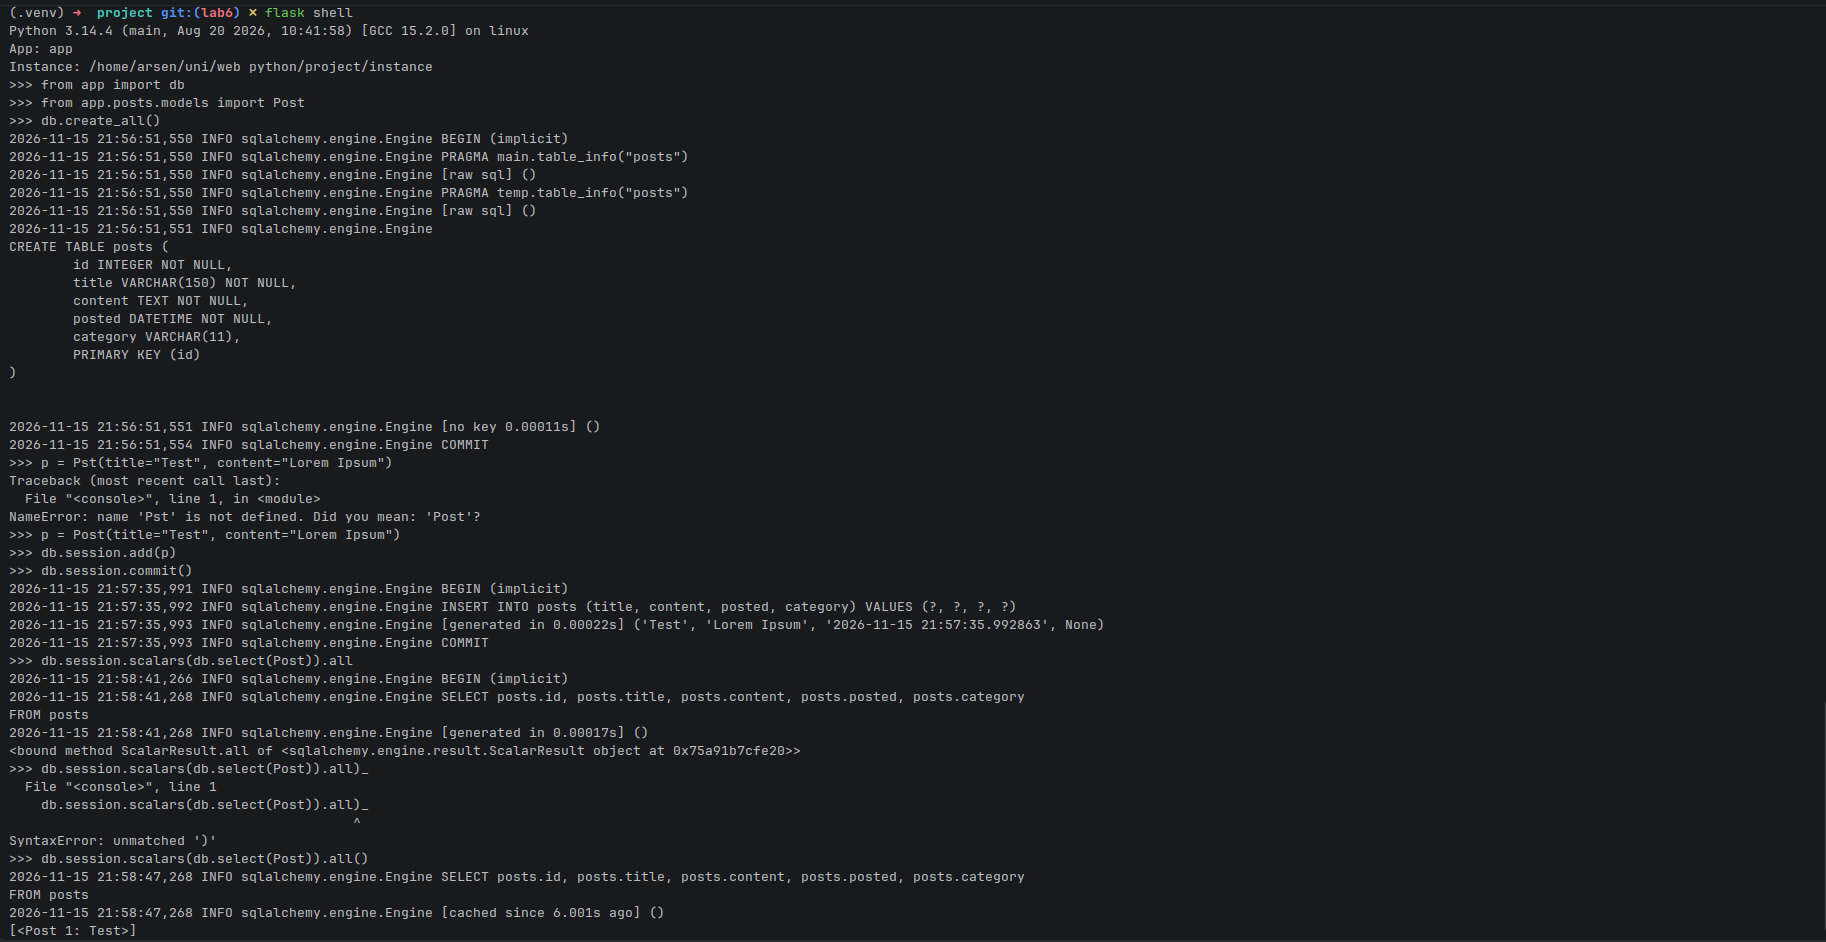 (.venv) → project git:(lab6) × flask shell
Python 3.14.4 (main, Aug 20 2026, 10:41:58) [GCC 15.2.0] on linux
App: app
Instance: /home/arsen/uni/web python/project/instance
>>> from app import db
>>> from app.posts.models import Post
>>> db.create_all()
2026-11-15 21:56:51,550 INFO sqlalchemy.engine.Engine BEGIN (implicit)
2026-11-15 21:56:51,550 INFO sqlalchemy.engine.Engine PRAGMA main.table_info("posts")
2026-11-15 21:56:51,550 INFO sqlalchemy.engine.Engine [raw sql] ()
2026-11-15 21:56:51,550 INFO sqlalchemy.engine.Engine PRAGMA temp.table_info("posts")
2026-11-15 21:56:51,550 INFO sqlalchemy.engine.Engine [raw sql] ()
2026-11-15 21:56:51,551 INFO sqlalchemy.engine.Engine
CREATE TABLE posts (
        id INTEGER NOT NULL,
        title VARCHAR(150) NOT NULL,
        content TEXT NOT NULL,
        posted DATETIME NOT NULL,
        category VARCHAR(11),
        PRIMARY KEY (id)
)
2026-11-15 21:56:51,551 INFO sqlalchemy.engine.Engine [no key 0.00011s] ()
2026-11-15 21:56:51,554 INFO sqlalchemy.engine.Engine COMMIT
>>> p = Pst(title="Test", content="Lorem Ipsum")
Traceback (most recent call last):
  File "<console>", line 1, in <module>
NameError: name 'Pst' is not defined. Did you mean: 'Post'?
>>> p = Post(title="Test", content="Lorem Ipsum")
>>> db.session.add(p)
>>> db.session.commit()
2026-11-15 21:57:35,991 INFO sqlalchemy.engine.Engine BEGIN (implicit)
2026-11-15 21:57:35,992 INFO sqlalchemy.engine.Engine INSERT INTO posts (title, content, posted, category) VALUES (?, ?, ?, ?)
2026-11-15 21:57:35,993 INFO sqlalchemy.engine.Engine [generated in 0.00022s] ('Test', 'Lorem Ipsum', '2026-11-15 21:57:35.992863', None)
2026-11-15 21:57:35,993 INFO sqlalchemy.engine.Engine COMMIT
>>> db.session.scalars(db.select(Post)).all
2026-11-15 21:58:41,266 INFO sqlalchemy.engine.Engine BEGIN (implicit)
2026-11-15 21:58:41,268 INFO sqlalchemy.engine.Engine SELECT posts.id, posts.title, posts.content, posts.posted, posts.category
FROM posts
2026-11-15 21:58:41,268 INFO sqlalchemy.engine.Engine [generated in 0.00017s] ()
<bound method ScalarResult.all of <sqlalchemy.engine.result.ScalarResult object at 0x75a91b7cfe20>>
>>> db.session.scalars(db.select(Post)).all)_
  File "<console>", line 1
    db.session.scalars(db.select(Post)).all)_
                                           ^
SyntaxError: unmatched ')'
>>> db.session.scalars(db.select(Post)).all()
2026-11-15 21:58:47,268 INFO sqlalchemy.engine.Engine SELECT posts.id, posts.title, posts.content, posts.posted, posts.category
FROM posts
2026-11-15 21:58:47,268 INFO sqlalchemy.engine.Engine [cached since 6.001s ago] ()
[<Post 1: Test>]